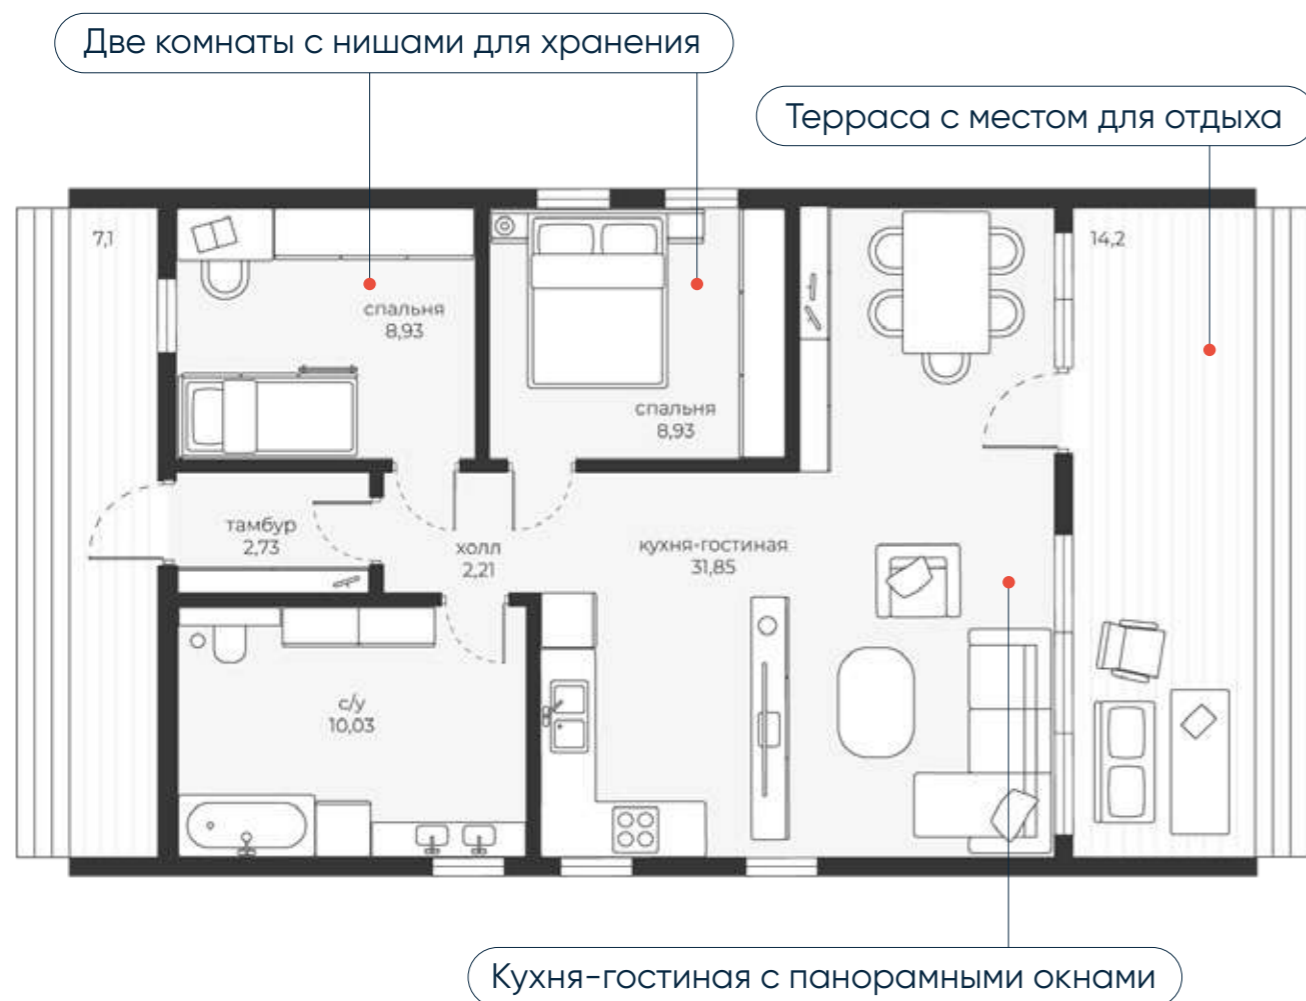 Две комнаты с нишами для хранения
Терраса с местом для отдыха
7,1
14,2
спальня
8,93
спальня
8,93
тамбур
2,73
холл
2,21
кухня-гостиная
31,85
с/у
10,03
Кухня-гостиная с панорамными окнами